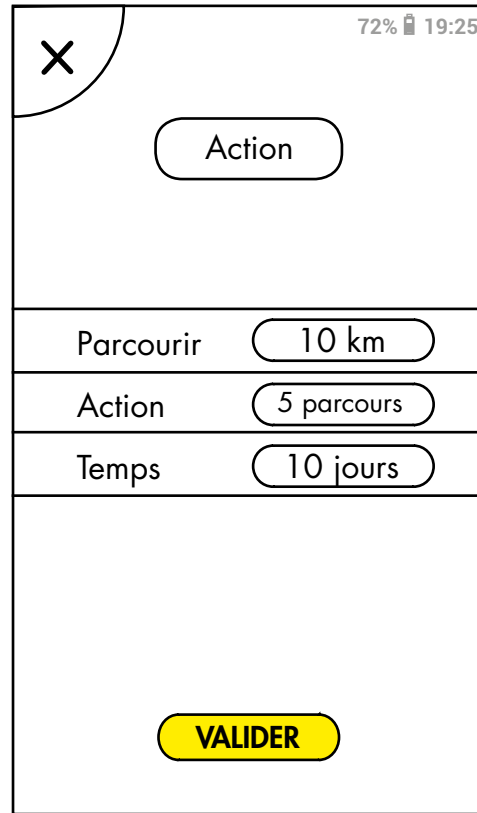 72% 19:25
Action
Parcourir 10 km
Action 5 parcours
Temps 10 jours
VALIDER